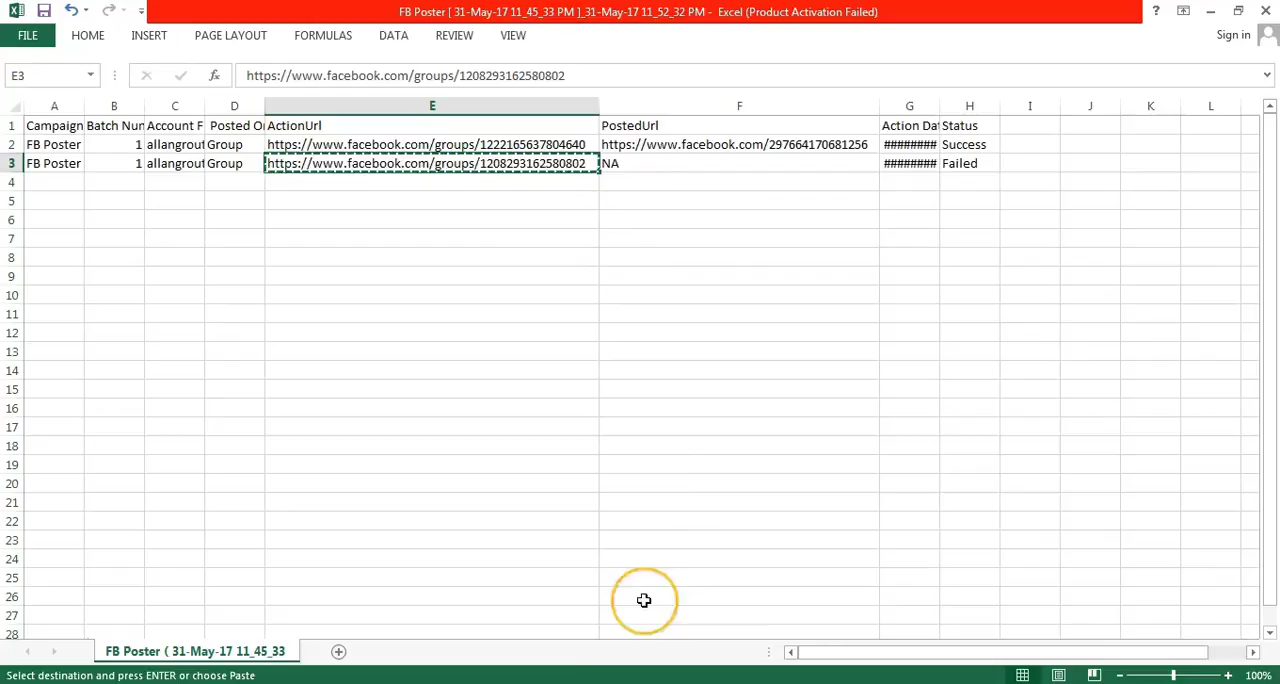 FB Poster [ 31-May-17 11_45_33 PM ]_31-May-17 11_52_32 PM - Excel (Product Activation Failed)
FILE HOME INSERT PAGE LAYOUT FORMULAS DATA REVIEW VIEW Sign in
E3 fx https://www.facebook.com/groups/1208293162580802
A B C D E F G H I J K L
1 Campaign Batch Nun Account F Posted Or ActionUrl PostedUrl Action Dat Status
2 FB Poster 1 allangrout Group https://www.facebook.com/groups/1222165637804640 https://www.facebook.com/297664170681256 ######## Success
3 FB Poster 1 allangrout Group https://www.facebook.com/groups/1208293162580802 NA ######## Failed
4
5
6
7
8
9
10
11
12
13
14
15
16
17
18
19
20
21
22
23
24
25
26
27
28
FB Poster ( 31-May-17 11_45_33
Select destination and press ENTER or choose Paste 100%